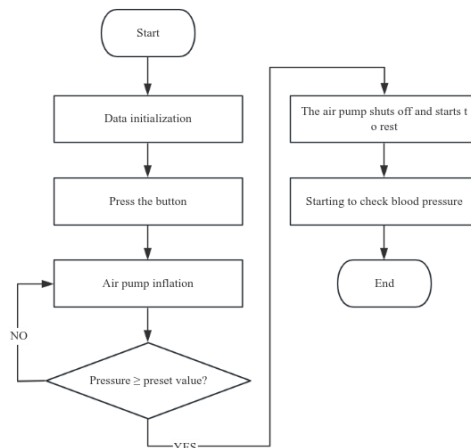 Start
Data initialization
Press the button
Air pump inflation
NO
Pressure ≥ preset value?
YES
The air pump shuts off and starts t
o rest
Starting to check blood pressure
End